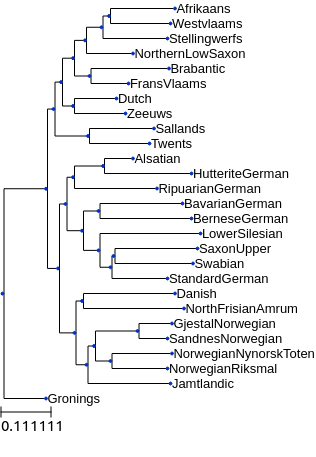 Afrikaans
Westvlaams
Stellingwerfs
NorthernLowSaxon
Brabantic
FransVlaams
Dutch
Zeeuws
Sallands
Twents
Alsatian
HutteriteGerman
RipuarianGerman
BavarianGerman
BerneseGerman
LowerSilesian
SaxonUpper
Swabian
StandardGerman
Danish
NorthFrisianAmrum
GjestalNorwegian
SandnesNorwegian
NorwegianNynorskToten
NorwegianRiksmal
Jamtlandic
Gronings
0.111111